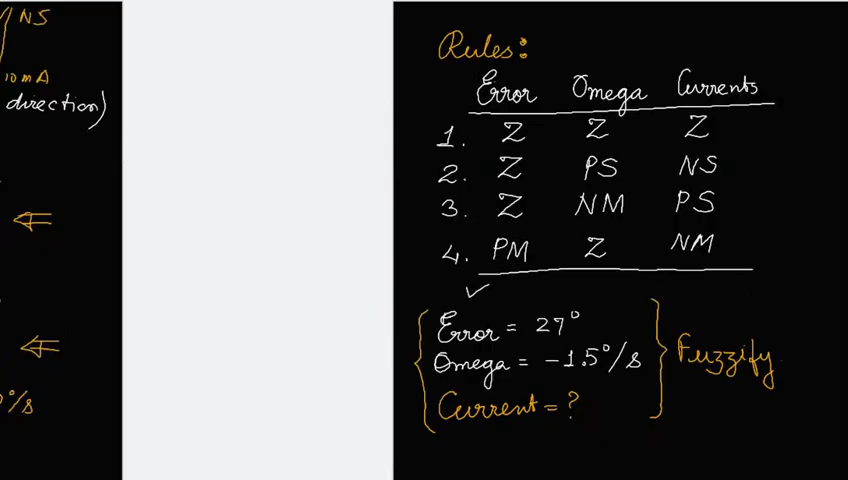 NS
10mA
direction)
°/s
Rules:
Error Omega Currents
1. Z Z Z
2. Z PS NS
3. Z NM PS
4. PM Z NM
Error = 27°
Omega = -1.5°/s
Current = ?
Fuzzify